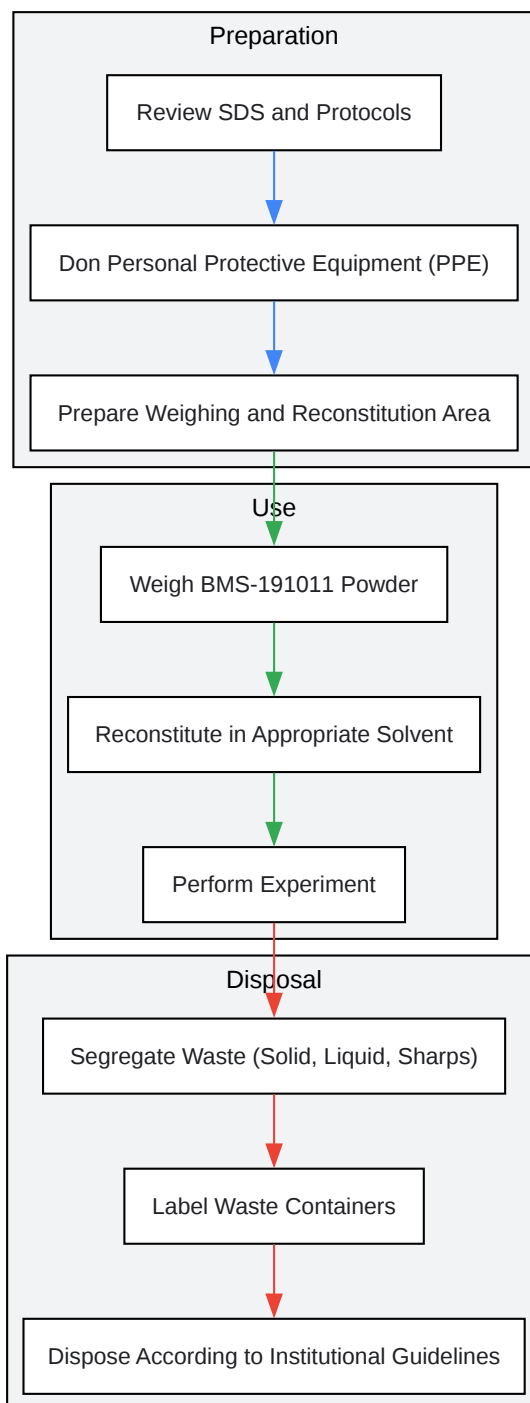 Preparation
Review SDS and Protocols
Don Personal Protective Equipment (PPE)
Prepare Weighing and Reconstitution Area
Use
Weigh BMS-191011 Powder
Reconstitute in Appropriate Solvent
Perform Experiment
Disposal
Segregate Waste (Solid, Liquid, Sharps)
Label Waste Containers
Dispose According to Institutional Guidelines